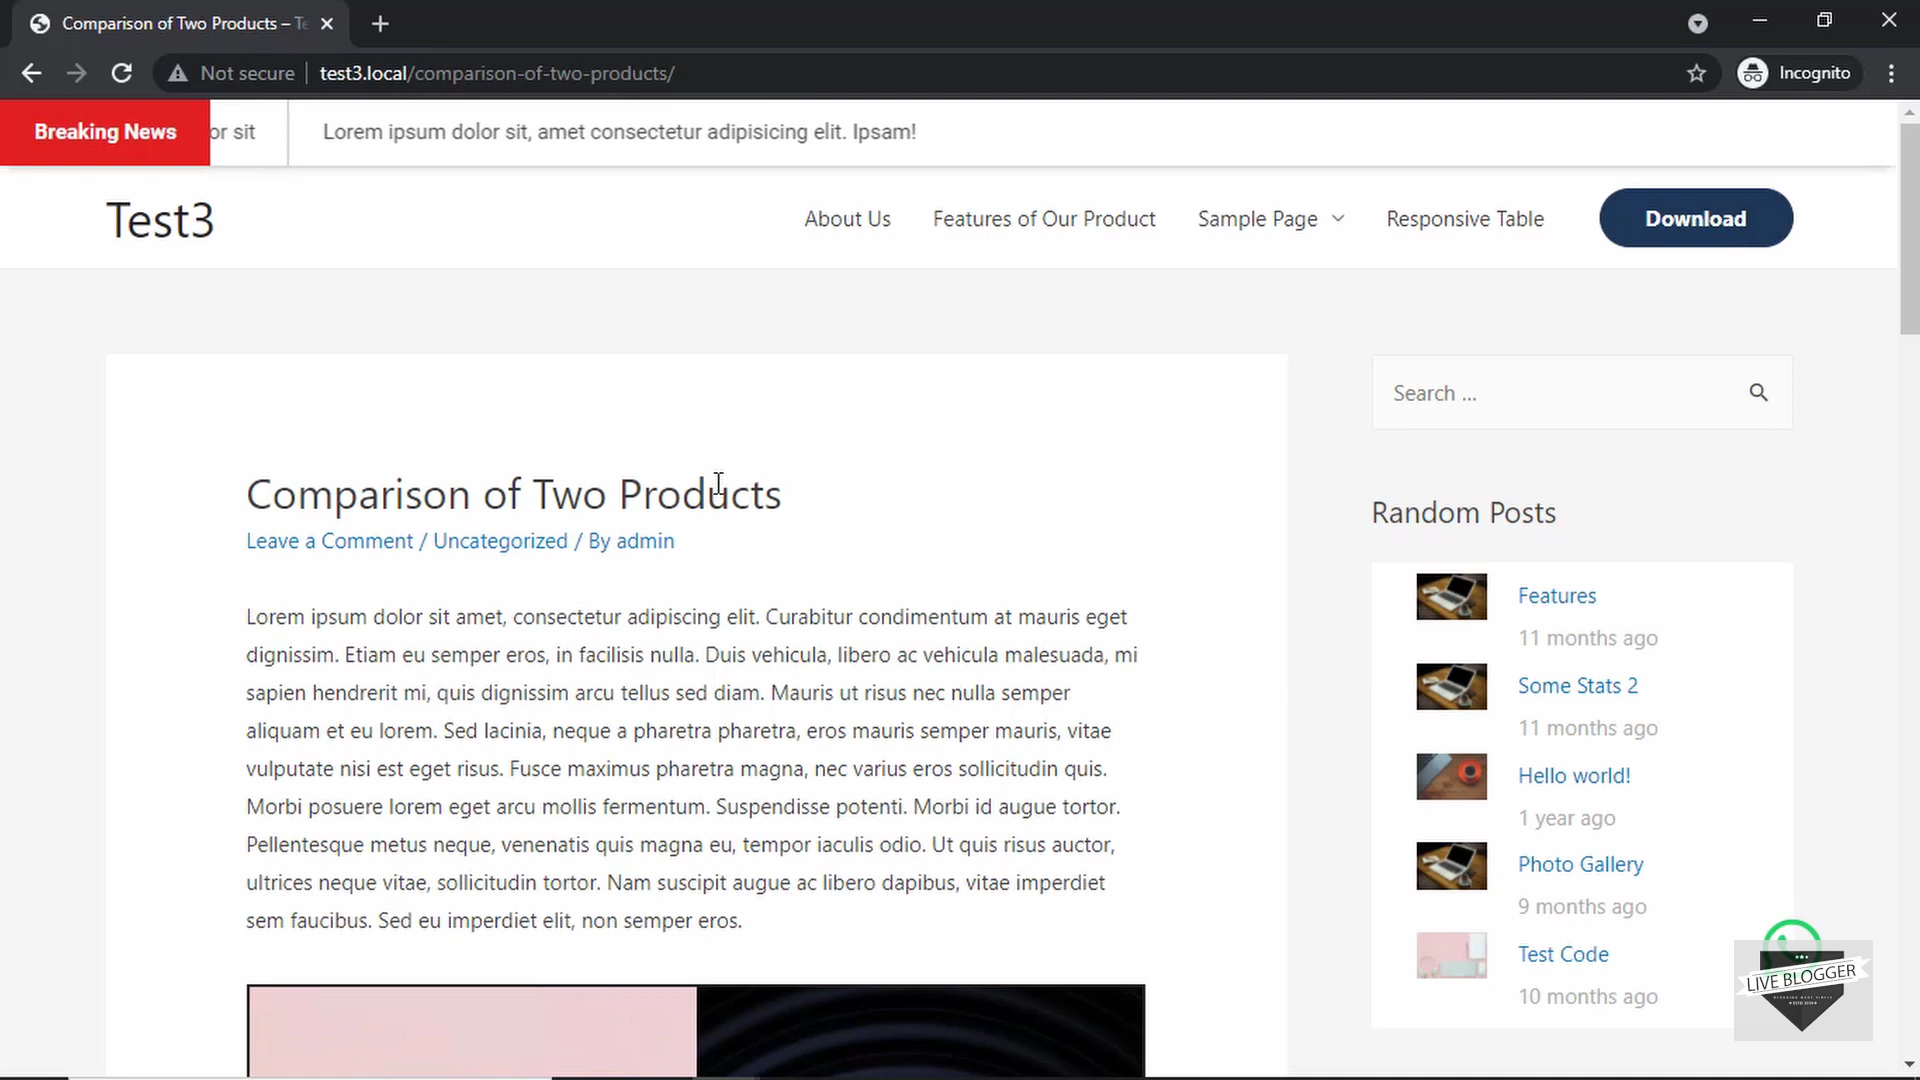 Comparison of Two Products – Te
Not secure
test3.local/comparison-of-two-products/
Incognito
Breaking News
or sit
Lorem ipsum dolor sit, amet consectetur adipisicing elit. Ipsam!
Test3
About Us
Features of Our Product
Sample Page
Responsive Table
Download
Comparison of Two Products
Leave a Comment / Uncategorized / By admin
Lorem ipsum dolor sit amet, consectetur adipiscing elit. Curabitur condimentum at mauris eget
dignissim. Etiam eu semper eros, in facilisis nulla. Duis vehicula, libero ac vehicula malesuada, mi
sapien hendrerit mi, quis dignissim arcu tellus sed diam. Mauris ut risus nec nulla semper
aliquam et eu lorem. Sed lacinia, neque a pharetra pharetra, eros mauris semper mauris, vitae
vulputate nisi est eget risus. Fusce maximus pharetra magna, nec varius eros sollicitudin quis.
Morbi posuere lorem eget arcu mollis fermentum. Suspendisse potenti. Morbi id augue tortor.
Pellentesque metus neque, venenatis quis magna eu, tempor iaculis odio. Ut quis risus auctor,
ultrices neque vitae, sollicitudin tortor. Nam suscipit augue ac libero dapibus, vitae imperdiet
sem faucibus. Sed eu imperdiet elit, non semper eros.
Search ...
Random Posts
Features
11 months ago
Some Stats 2
11 months ago
Hello world!
1 year ago
Photo Gallery
9 months ago
Test Code
10 months ago
LIVE BLOGGER